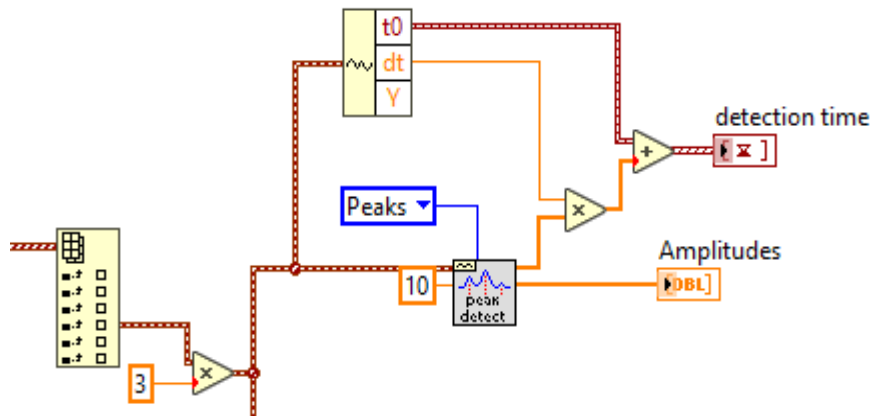 t0
dt
Y
detection time
+
Peaks
×
Amplitudes
10
DBL
peak
detect
×
3